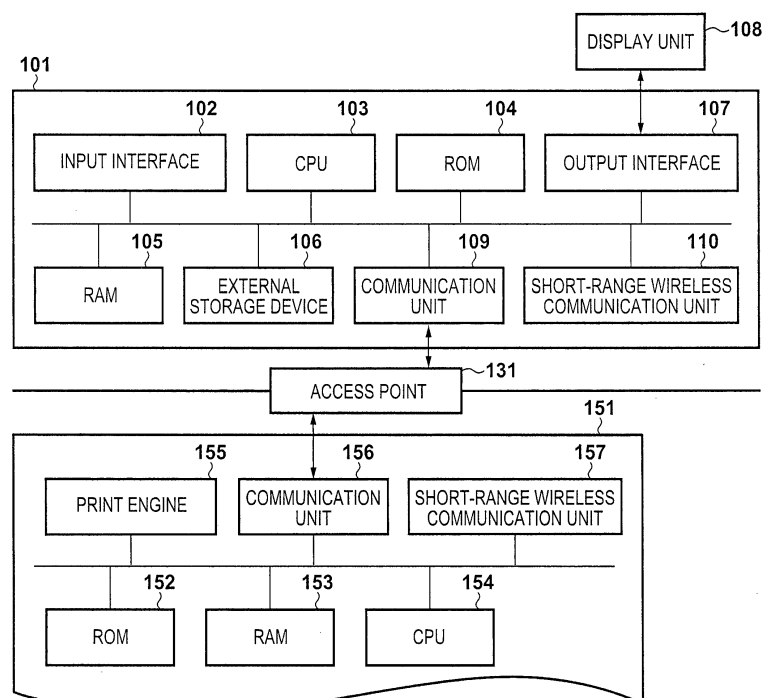 DISPLAY UNIT
108
101
102
103
104
107
INPUT INTERFACE
CPU
ROM
OUTPUT INTERFACE
105
106
109
110
RAM
EXTERNAL
STORAGE DEVICE
COMMUNICATION
UNIT
SHORT-RANGE WIRELESS
COMMUNICATION UNIT
131
ACCESS POINT
151
155
156
157
PRINT ENGINE
COMMUNICATION
UNIT
SHORT-RANGE WIRELESS
COMMUNICATION UNIT
152
153
154
ROM
RAM
CPU